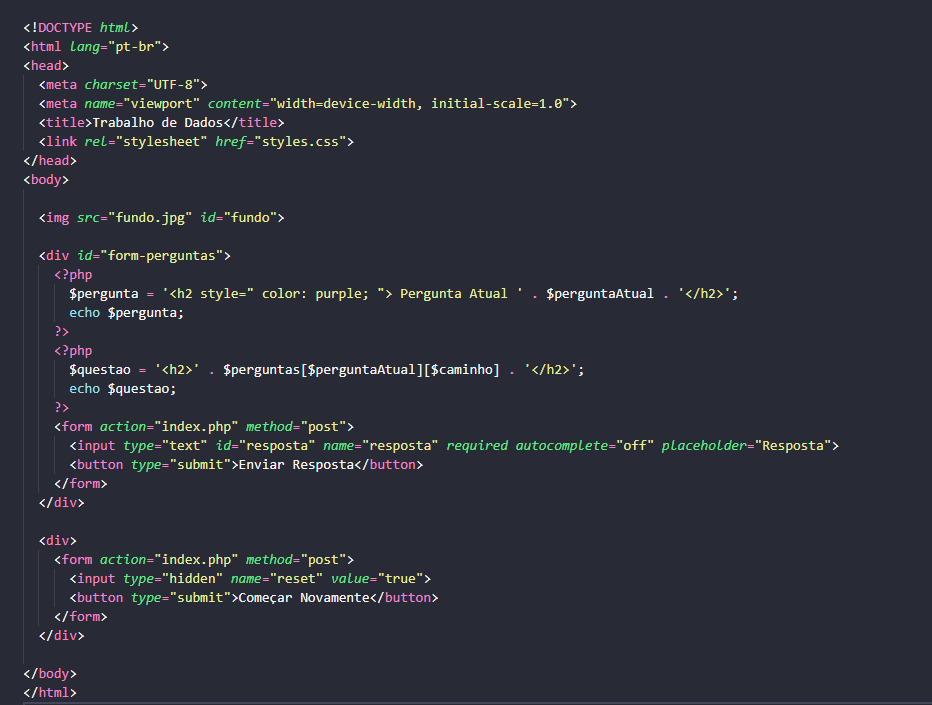 <!DOCTYPE html>
<html lang="pt-br">
<head>
  <meta charset="UTF-8">
  <meta name="viewport" content="width=device-width, initial-scale=1.0">
  <title>Trabalho de Dados</title>
  <link rel="stylesheet" href="styles.css">
</head>
<body>

  <img src="fundo.jpg" id="fundo">

  <div id="form-perguntas">
    <?php
      $pergunta = '<h2 style=" color: purple; "> Pergunta Atual ' . $perguntaAtual . '</h2>';
      echo $pergunta;
    ?>
    <?php
      $questao = '<h2>' . $perguntas[$perguntaAtual][$caminho] . '</h2>';
      echo $questao;
    ?>
    <form action="index.php" method="post">
      <input type="text" id="resposta" name="resposta" required autocomplete="off" placeholder="Resposta">
      <button type="submit">Enviar Resposta</button>
    </form>
  </div>

  <div>
    <form action="index.php" method="post">
      <input type="hidden" name="reset" value="true">
      <button type="submit">Começar Novamente</button>
    </form>
  </div>

</body>
</html>